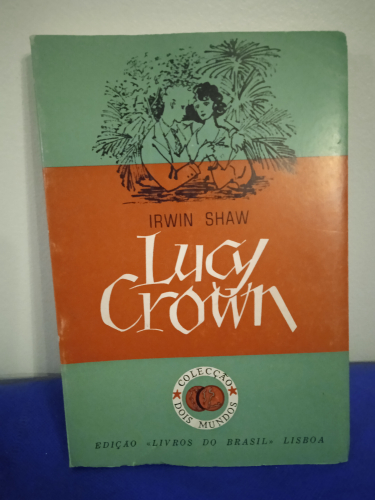 IRWIN SHAW
Lucy
Crown
COLECÇÃO
DOIS MUNDOS
EDIÇÃO «LIVROS DO BRASIL» LISBOA